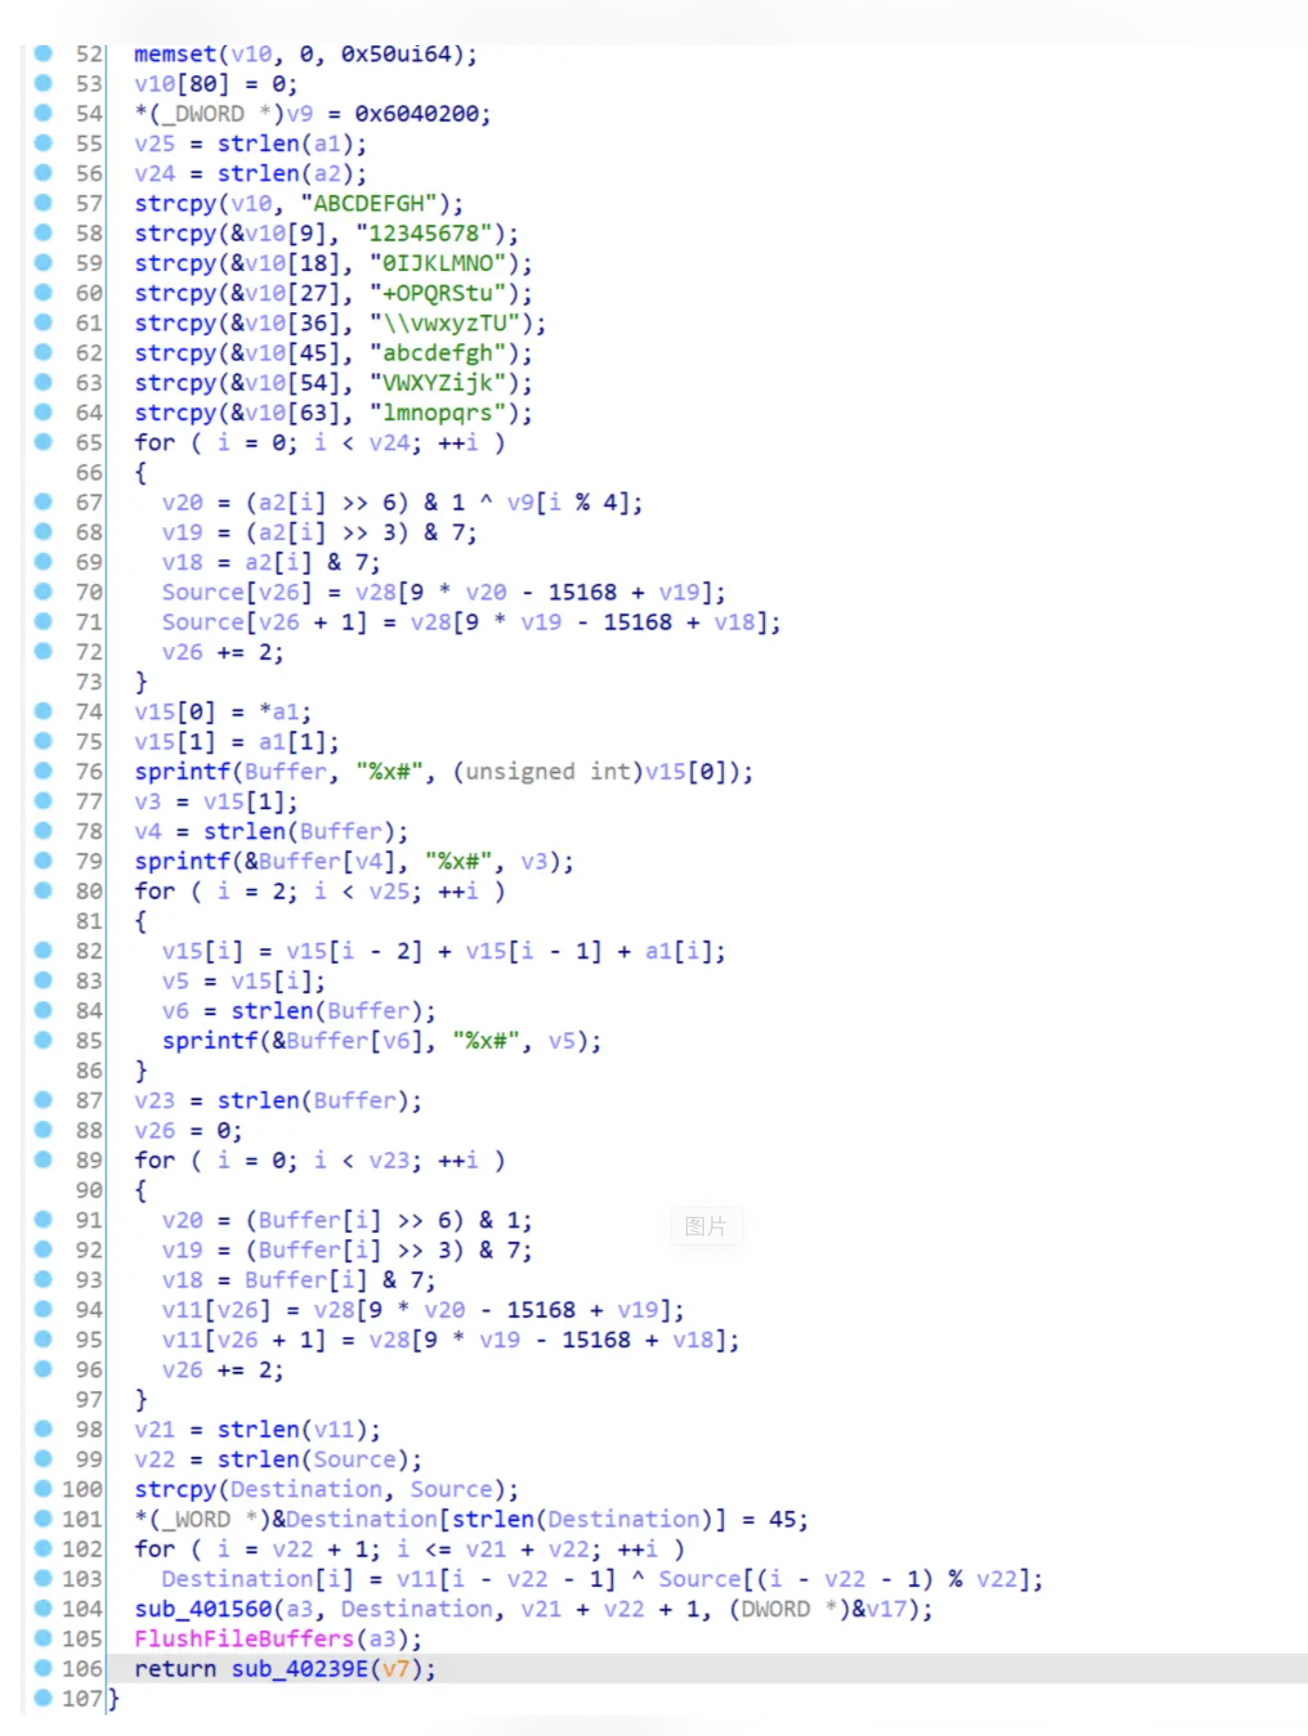 52 memset(v10, 0, 0x50ui64);
53 v10[80] = 0;
54 *(_DWORD *)v9 = 0x6040200;
55 v25 = strlen(a1);
56 v24 = strlen(a2);
57 strcpy(v10, "ABCDEFGH");
58 strcpy(&v10[9], "12345678");
59 strcpy(&v10[18], "0IJKLMNO");
60 strcpy(&v10[27], "+OPQRStu");
61 strcpy(&v10[36], "\\vwxyzTU");
62 strcpy(&v10[45], "abcdefgh");
63 strcpy(&v10[54], "VWXYZijk");
64 strcpy(&v10[63], "lmnopqrs");
65 for ( i = 0; i < v24; ++i )
66 {
67 v20 = (a2[i] >> 6) & 1 ^ v9[i % 4];
68 v19 = (a2[i] >> 3) & 7;
69 v18 = a2[i] & 7;
70 Source[v26] = v28[9 * v20 - 15168 + v19];
71 Source[v26 + 1] = v28[9 * v19 - 15168 + v18];
72 v26 += 2;
73 }
74 v15[0] = *a1;
75 v15[1] = a1[1];
76 sprintf(Buffer, "%x#", (unsigned int)v15[0]);
77 v3 = v15[1];
78 v4 = strlen(Buffer);
79 sprintf(&Buffer[v4], "%x#", v3);
80 for ( i = 2; i < v25; ++i )
81 {
82 v15[i] = v15[i - 2] + v15[i - 1] + a1[i];
83 v5 = v15[i];
84 v6 = strlen(Buffer);
85 sprintf(&Buffer[v6], "%x#", v5);
86 }
87 v23 = strlen(Buffer);
88 v26 = 0;
89 for ( i = 0; i < v23; ++i )
90 {
91 v20 = (Buffer[i] >> 6) & 1;
图片
92 v19 = (Buffer[i] >> 3) & 7;
93 v18 = Buffer[i] & 7;
94 v11[v26] = v28[9 * v20 - 15168 + v19];
95 v11[v26 + 1] = v28[9 * v19 - 15168 + v18];
96 v26 += 2;
97 }
98 v21 = strlen(v11);
99 v22 = strlen(Source);
100 strcpy(Destination, Source);
101 *(_WORD *)&Destination[strlen(Destination)] = 45;
102 for ( i = v22 + 1; i <= v21 + v22; ++i )
103 Destination[i] = v11[i - v22 - 1] ^ Source[(i - v22 - 1) % v22];
104 sub_401560(a3, Destination, v21 + v22 + 1, (DWORD *)&v17);
105 FlushFileBuffers(a3);
106 return sub_40239E(v7);
107 }